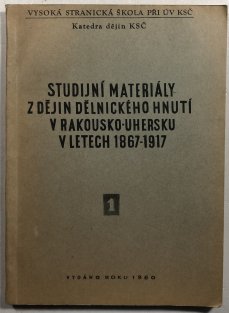 VYSOKÁ STRANICKÁ ŠKOLA PŘI ÚV KSČ
Katedra dějin KSČ
STUDIJNÍ MATERIÁLY
Z DĚJIN DĚLNICKÉHO HNUTÍ
V RAKOUSKO-UHERSKU
V LETECH 1867-1917
1
VYDÁNO ROKU 1960